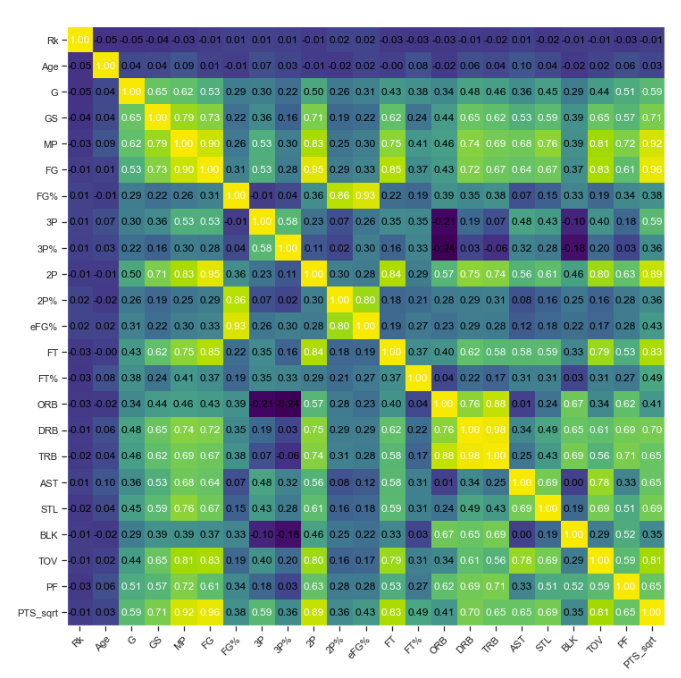 Rk 1.00 -0.05 -0.05 -0.04 -0.03 -0.01 0.01 0.01 0.01 -0.01 0.02 0.02 -0.03 -0.03 -0.03 -0.01 -0.02 -0.01 -0.02 -0.01 -0.01 -0.03 -0.01
Age -0.05 1.00 0.04 0.04 0.09 0.01 -0.01 0.07 0.03 -0.01 -0.02 0.02 -0.00 0.08 -0.02 0.06 0.04 0.10 0.04 -0.02 0.02 0.06 0.03
G -0.05 0.04 1.00 0.65 0.62 0.53 0.29 0.30 0.22 0.50 0.26 0.31 0.43 0.38 0.34 0.48 0.46 0.36 0.45 0.29 0.44 0.51 0.59
GS -0.04 0.04 0.65 1.00 0.79 0.73 0.22 0.36 0.16 0.71 0.19 0.22 0.62 0.24 0.44 0.65 0.62 0.53 0.59 0.39 0.65 0.57 0.71
MP -0.03 0.09 0.62 0.79 1.00 0.90 0.26 0.53 0.30 0.83 0.25 0.30 0.75 0.41 0.46 0.74 0.69 0.68 0.76 0.39 0.81 0.72 0.92
FG -0.01 0.01 0.53 0.73 0.90 1.00 0.31 0.53 0.28 0.95 0.29 0.33 0.85 0.37 0.43 0.72 0.67 0.64 0.67 0.37 0.83 0.61 0.96
FG% 0.01 -0.01 0.29 0.22 0.26 0.31 1.00 -0.01 0.04 0.36 0.86 0.93 0.22 0.19 0.39 0.35 0.38 0.07 0.15 0.33 0.19 0.34 0.38
3P 0.01 0.07 0.30 0.36 0.53 0.53 -0.01 1.00 0.58 0.23 0.07 0.26 0.35 0.35 -0.21 0.19 0.07 0.48 0.43 -0.10 0.40 0.18 0.59
3P% 0.01 0.03 0.22 0.16 0.30 0.28 0.04 0.58 1.00 0.11 0.02 0.30 0.16 0.33 -0.24 0.03 -0.06 0.32 0.28 -0.18 0.20 0.03 0.36
2P -0.01 -0.01 0.50 0.71 0.83 0.95 0.36 0.23 0.11 1.00 0.30 0.28 0.84 0.29 0.57 0.75 0.74 0.56 0.61 0.46 0.80 0.63 0.89
2P% 0.02 -0.02 0.26 0.19 0.25 0.29 0.86 0.07 0.02 0.30 1.00 0.80 0.18 0.21 0.28 0.29 0.31 0.08 0.16 0.25 0.16 0.28 0.36
eFG% 0.02 0.02 0.31 0.22 0.30 0.33 0.93 0.26 0.30 0.28 0.80 1.00 0.19 0.27 0.23 0.29 0.28 0.12 0.18 0.22 0.17 0.28 0.43
FT -0.03 -0.00 0.43 0.62 0.75 0.85 0.22 0.35 0.16 0.84 0.18 0.19 1.00 0.37 0.40 0.62 0.58 0.58 0.59 0.33 0.79 0.53 0.83
FT% -0.03 0.08 0.38 0.24 0.41 0.37 0.19 0.35 0.33 0.29 0.21 0.27 0.37 1.00 0.04 0.22 0.17 0.31 0.31 0.03 0.31 0.27 0.49
ORB -0.03 -0.02 0.34 0.44 0.46 0.43 0.39 -0.21 -0.24 0.57 0.28 0.23 0.40 0.04 1.00 0.76 0.88 0.01 0.24 0.67 0.34 0.62 0.41
DRB -0.01 0.06 0.48 0.65 0.74 0.72 0.35 0.19 0.03 0.75 0.29 0.29 0.62 0.22 0.76 1.00 0.98 0.34 0.49 0.65 0.61 0.69 0.70
TRB -0.02 0.04 0.46 0.62 0.69 0.67 0.38 0.07 -0.06 0.74 0.31 0.28 0.58 0.17 0.88 0.98 1.00 0.25 0.43 0.69 0.56 0.71 0.65
AST -0.01 0.10 0.36 0.53 0.68 0.64 0.07 0.48 0.32 0.56 0.08 0.12 0.58 0.31 0.01 0.34 0.25 1.00 0.69 0.00 0.78 0.33 0.65
STL -0.02 0.04 0.45 0.59 0.76 0.67 0.15 0.43 0.28 0.61 0.16 0.18 0.59 0.31 0.24 0.49 0.43 0.69 1.00 0.19 0.69 0.51 0.69
BLK -0.01 -0.02 0.29 0.39 0.39 0.37 0.33 -0.10 -0.18 0.46 0.25 0.22 0.33 0.03 0.67 0.65 0.69 0.00 0.19 1.00 0.29 0.52 0.35
TOV -0.01 0.02 0.44 0.65 0.81 0.83 0.19 0.40 0.20 0.80 0.16 0.17 0.79 0.31 0.34 0.61 0.56 0.78 0.69 0.29 1.00 0.59 0.81
PF -0.03 0.06 0.51 0.57 0.72 0.61 0.34 0.18 0.03 0.63 0.28 0.28 0.53 0.27 0.62 0.69 0.71 0.33 0.51 0.52 0.59 1.00 0.65
PTS_sqrt -0.01 0.03 0.59 0.71 0.92 0.96 0.38 0.59 0.36 0.89 0.36 0.43 0.83 0.49 0.41 0.70 0.65 0.65 0.69 0.35 0.81 0.65 1.00
Rk Age G GS MP FG FG% 3P 3P% 2P 2P% eFG% FT FT% ORB DRB TRB AST STL BLK TOV PF PTS_sqrt